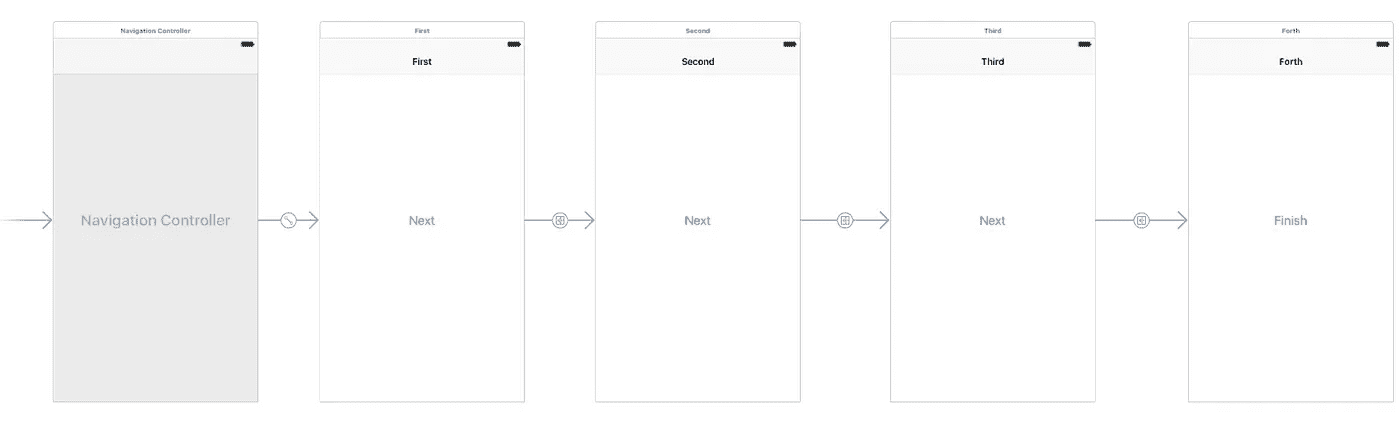 Navigation Controller
First
Second
Third
Forth
First
Second
Third
Forth
Navigation Controller
Next
Next
Next
Finish